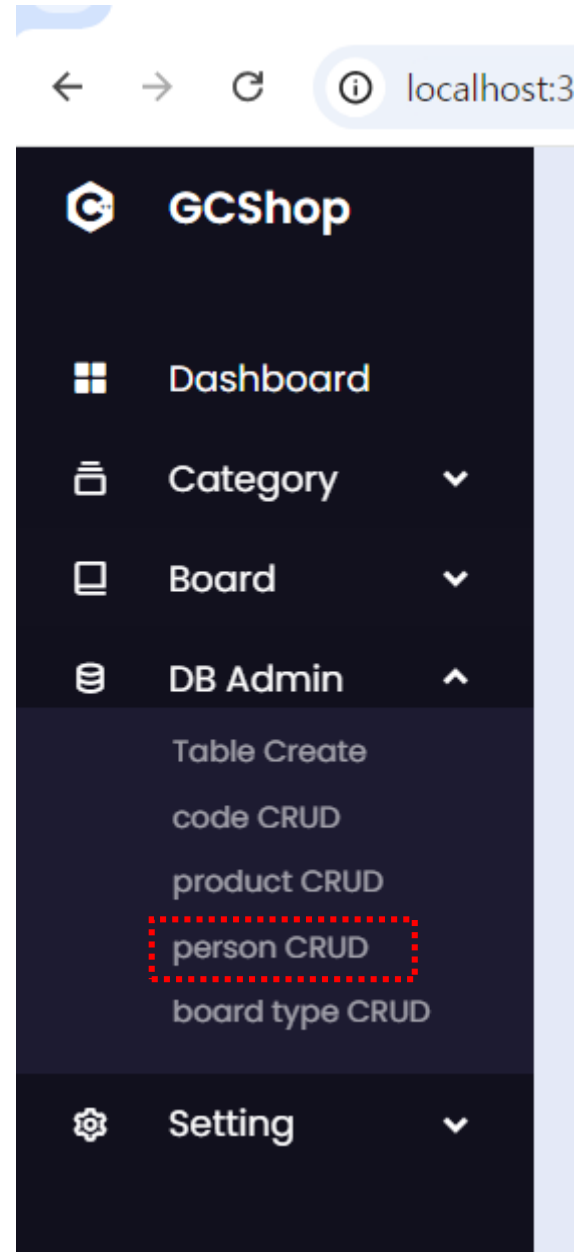 localhost:3
GCShop
Dashboard
Category
Board
DB Admin
Table Create
code CRUD
product CRUD
person CRUD
board type CRUD
Setting